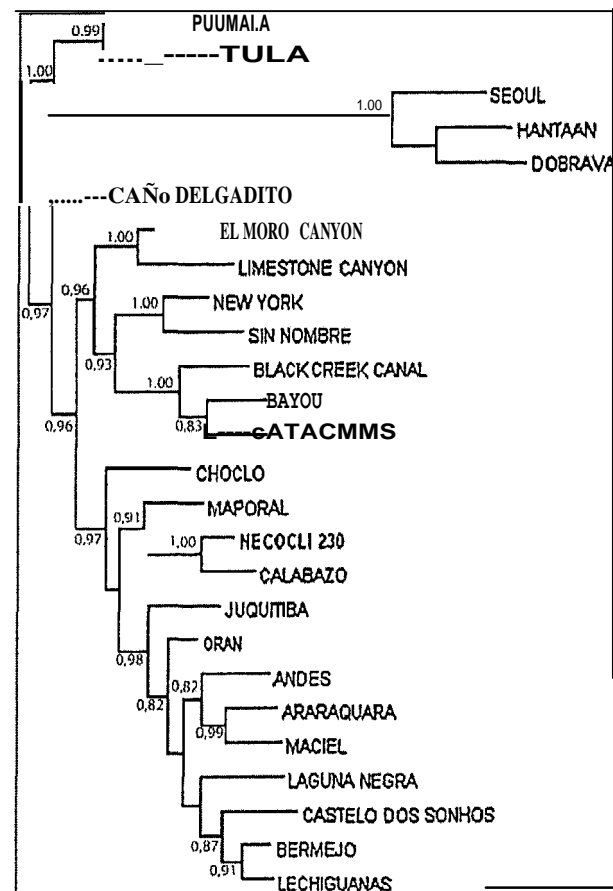 PUUMAI.A
0.99
.....__------TULA
1.00
1.00
SEOUL
HANTAAN
DOBRAVA
......---CAÑo DELGADITO
EL MORO CANYON
1.00
LIMESTONE CANYON
0,96
NEW YORK
1.00
0,97
SIN NOMBRE
0,93
BLACK CREEK CANAL
1.00
BAYOU
0,96
0,83
L---cATACMMS
CHOCLO
MAPORAL
0,91
0,97
NECOCLI 230
1,00
CALABAZO
JUQUITIBA
ORAN
0,98
ANDES
0,82
0,82
ARARAQUARA
0,99
MACIEL
LAGUNA NEGRA
CASTELO DOS SONHOS
0,87
BERMEJO
0,91
LECHIGUANAS